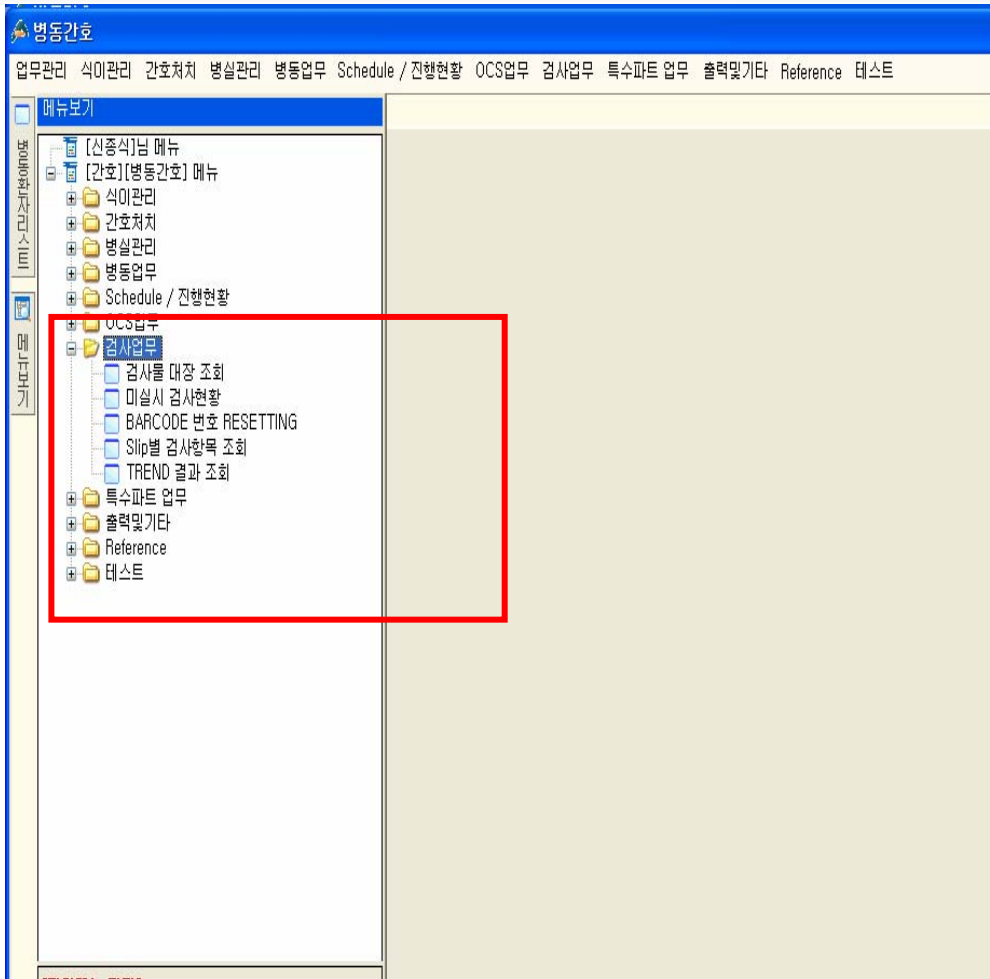 병동간호
업무관리 식이관리 간호처치 병실관리 병동업무 Schedule / 진행현황 OCS업무 검사업무 특수파트 업무 출력및기타 Reference 테스트
병동환자리스트
메뉴보기
메뉴보기
[신종식]님 메뉴
[간호][병동간호] 메뉴
식이관리
간호처치
병실관리
병동업무
Schedule / 진행현황
OCS업무
검사업무
검사물 대장 조회
미실시 검사현황
BARCODE 번호 RESETTING
Slip별 검사항목 조회
TREND 결과 조회
특수파트 업무
출력및기타
Reference
테스트